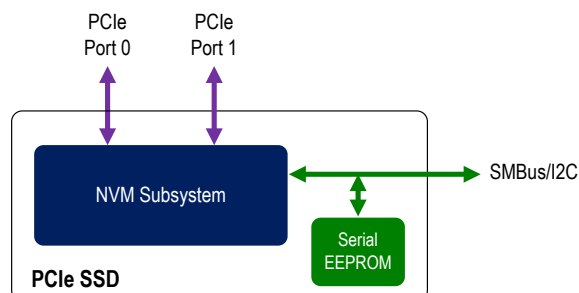 PCIe
Port 0
PCIe
Port 1
NVM Subsystem
SMBus/I2C
Serial
EEPROM
PCIe SSD